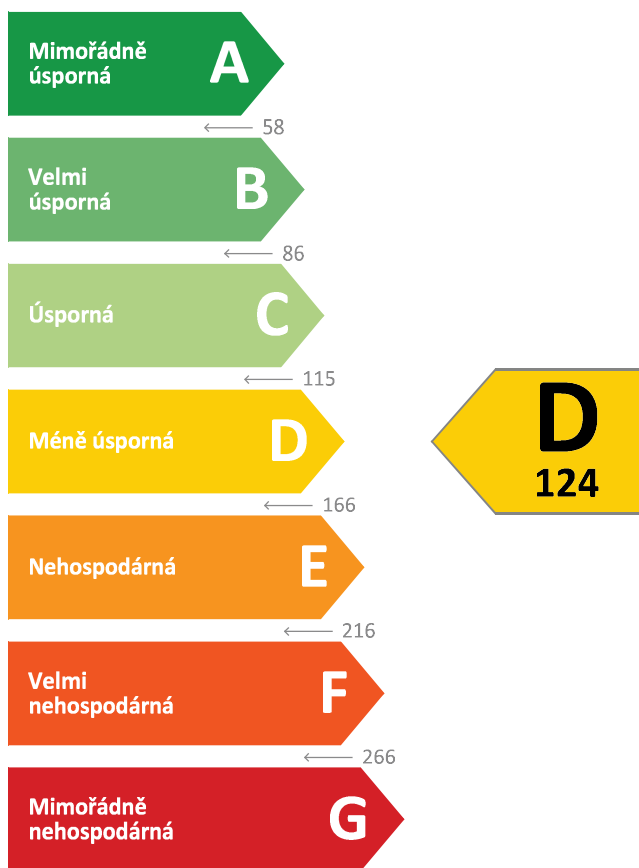 Mimořádně
úsporná
A
58
Velmi
úsporná
B
86
Úsporná
C
115
Méně úsporná
D
D
124
166
Nehospodárná
E
216
Velmi
nehospodárná
F
266
Mimořádně
nehospodárná
G